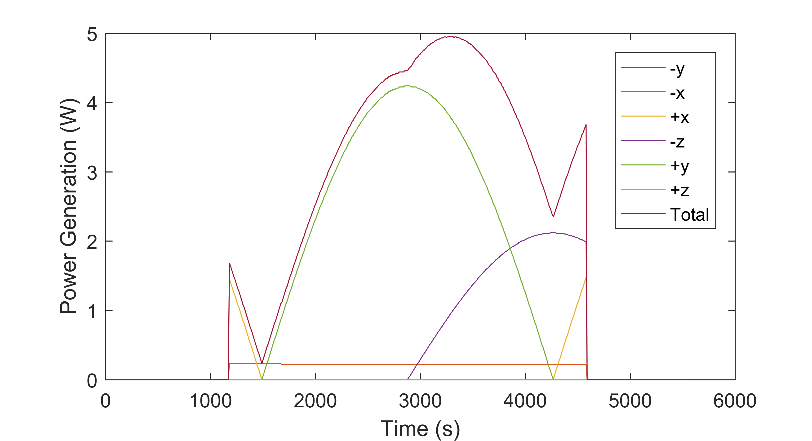 5
4
3
2
1
0
0 1000 2000 3000 4000 5000 6000
Power Generation (W)
Time (s)
-y
-x
+x
-z
+y
+z
Total